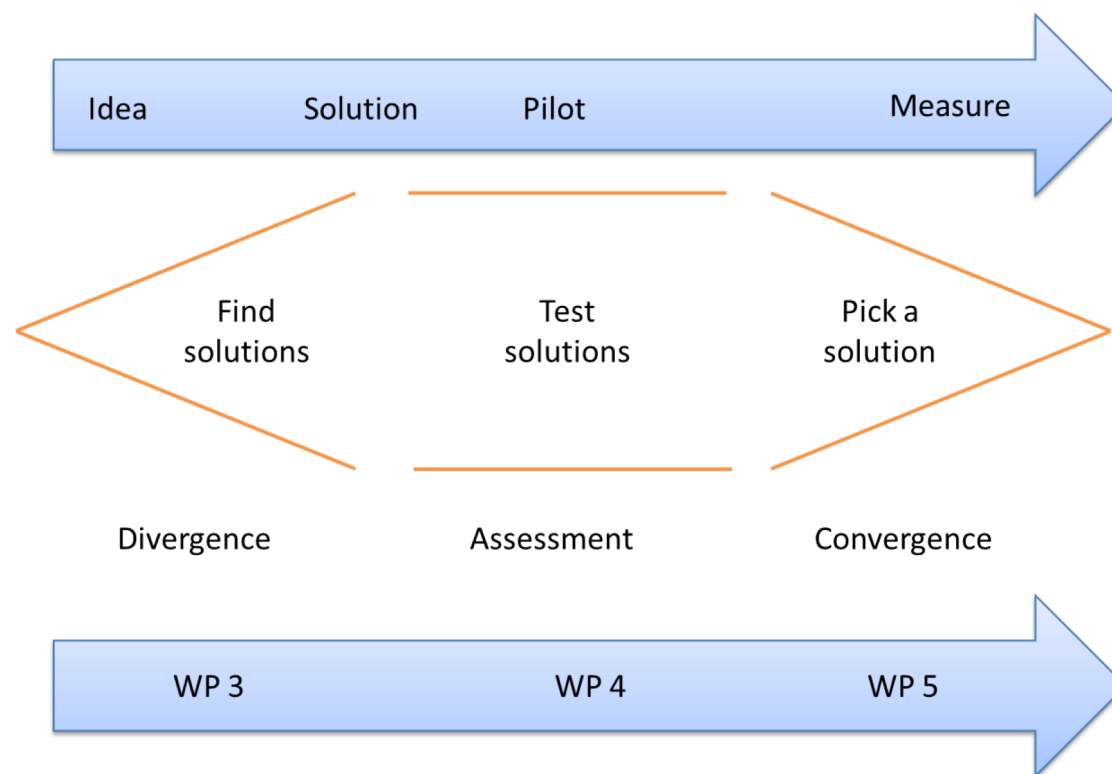 Idea Solution Pilot Measure
Find Test Pick a
solutions solutions solution
Divergence Assessment Convergence
WP 3 WP 4 WP 5